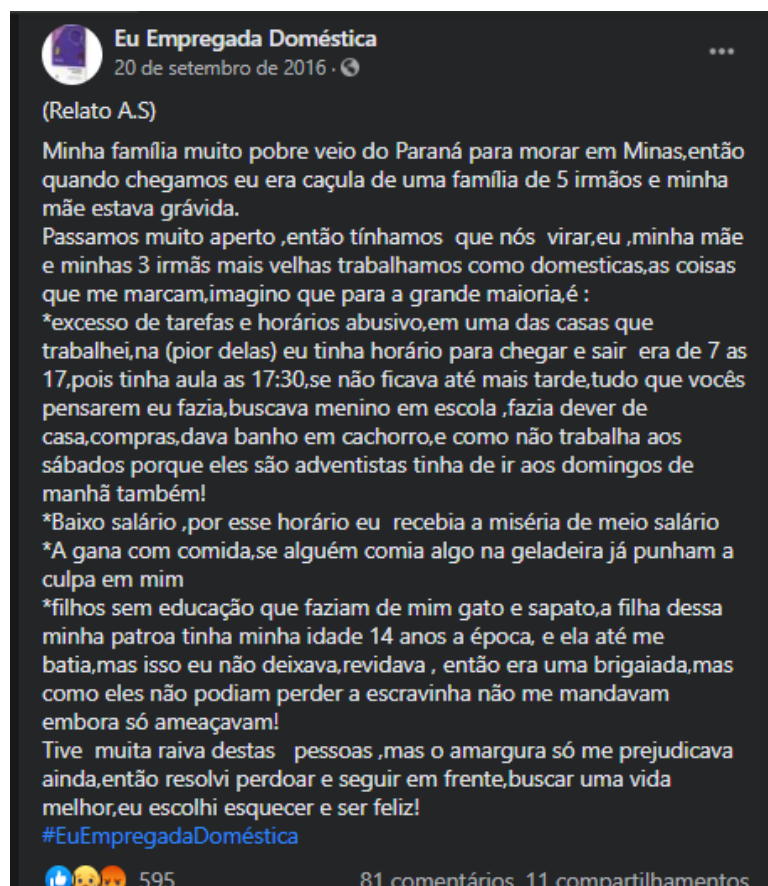 Eu Empregada Doméstica
20 de setembro de 2016 ·
(Relato A.S)
Minha família muito pobre veio do Paraná para morar em Minas,então
quando chegamos eu era caçula de uma família de 5 irmãos e minha
mãe estava grávida.
Passamos muito aperto ,então tínhamos  que nós  virar,eu ,minha mãe
e minhas 3 irmãs mais velhas trabalhamos como domesticas,as coisas
que me marcam,imagino que para a grande maioria,é :
*excesso de tarefas e horários abusivo,em uma das casas que
trabalhei,na (pior delas) eu tinha horário para chegar e sair  era de 7 as
17,pois tinha aula as 17:30,se não ficava até mais tarde,tudo que vocês
pensarem eu fazia,buscava menino em escola ,fazia dever de
casa,compras,dava banho em cachorro,e como não trabalha aos
sábados porque eles são adventistas tinha de ir aos domingos de
manhã também!
*Baixo salário ,por esse horário eu  recebia a miséria de meio salário
*A gana com comida,se alguém comia algo na geladeira já punham a
culpa em mim
*filhos sem educação que faziam de mim gato e sapato,a filha dessa
minha patroa tinha minha idade 14 anos a época, e ela até me
batia,mas isso eu não deixava,revidava , então era uma brigaiada,mas
como eles não podiam perder a escravinha não me mandavam
embora só ameaçavam!
Tive  muita raiva destas   pessoas ,mas o amargura só me prejudicava
ainda,então resolvi perdoar e seguir em frente,buscar uma vida
melhor,eu escolhi esquecer e ser feliz!
#EuEmpregadaDoméstica
595 81 comentários 11 compartilhamentos